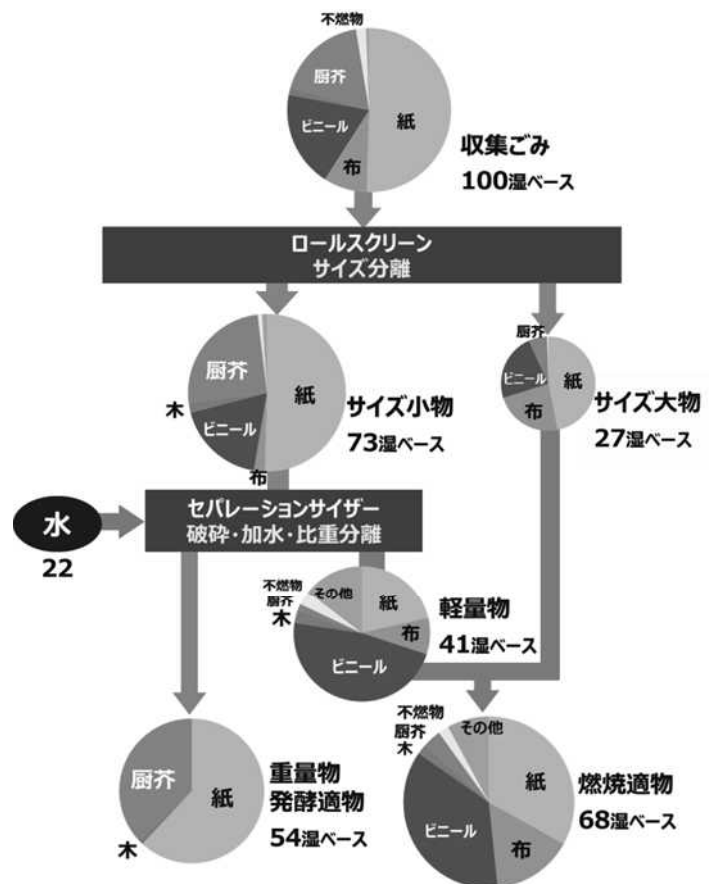 不燃物
厨芥
紙
ビニール
布
収集ごみ
100湿ベース
ロールスクリーン
サイズ分離
厨芥
紙
木
ビニール
布
サイズ小物
73湿ベース
厨芥
紙
ビニール
布
サイズ大物
27湿ベース
水
22
セパレーションサイザー
破砕・加水・比重分離
不燃物
厨芥
木
その他
紙
布
ビニール
軽量物
41湿ベース
厨芥
紙
木
重量物
発酵適物
54湿ベース
不燃物
厨芥
木
その他
紙
ビニール
布
燃焼適物
68湿ベース